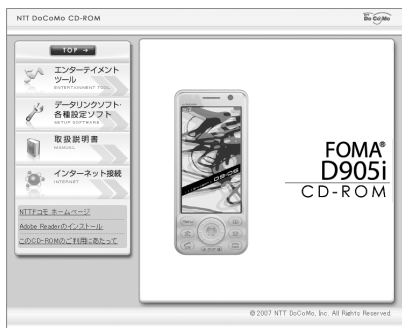 NTT DoCoMo CD-ROM
NTT
DoCoMo
TOP →
エンターテイメント
ツール
ENTERTAINMENT TOOL
データリンクソフト・
各種設定ソフト
SETUP SOFTWARE
取扱説明書
MANUAL
インターネット接続
INTERNET
NTTドコモ ホームページ
Adobe Readerのインストール
このCD-ROMのご利用にあたって
FOMA®
D905i
CD-ROM
© 2007 NTT DoCoMo, Inc. All Rights Reserved.